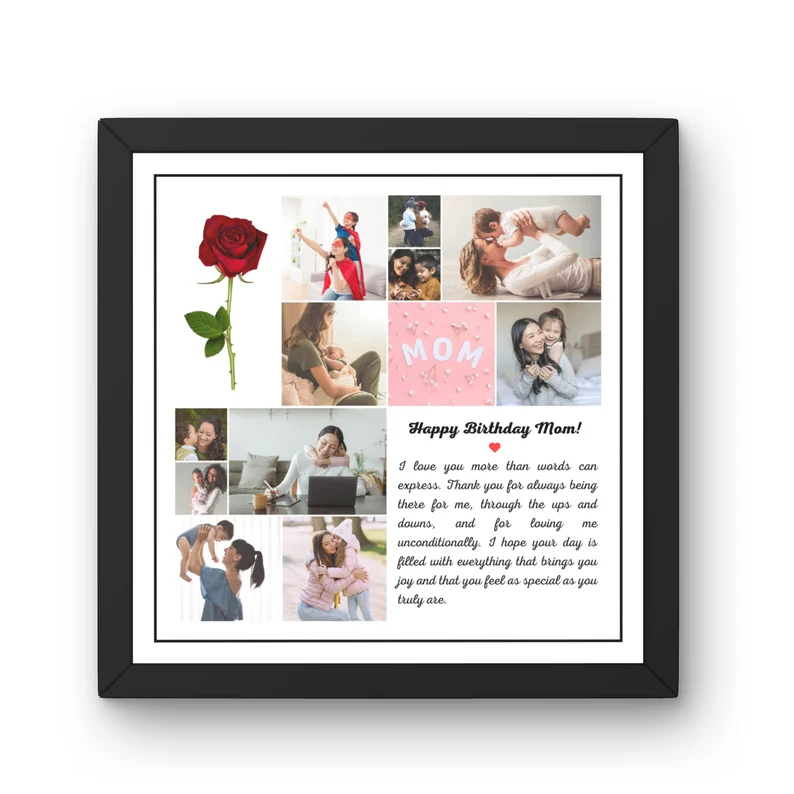 MOM
Happy Birthday Mom!
I love you more than words can
express. Thank you for always being
there for me, through the ups and
downs, and for loving me
unconditionally. I hope your day is
filled with everything that brings you
joy and that you feel as special as you
truly are.